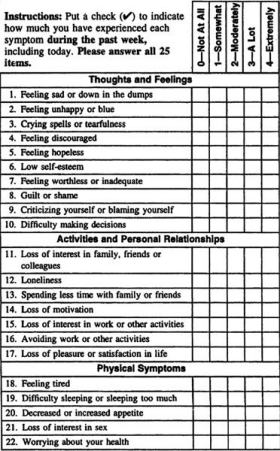 Instructions: Put a check (✔) to indicate
how much you have experienced each
symptom during the past week,
including today. Please answer all 25
items.
0—Not At All
1—Somewhat
2—Moderately
3—A Lot
4—Extremely
Thoughts and Feelings
1. Feeling sad or down in the dumps
2. Feeling unhappy or blue
3. Crying spells or tearfulness
4. Feeling discouraged
5. Feeling hopeless
6. Low self-esteem
7. Feeling worthless or inadequate
8. Guilt or shame
9. Criticizing yourself or blaming yourself
10. Difficulty making decisions
Activities and Personal Relationships
11. Loss of interest in family, friends or
colleagues
12. Loneliness
13. Spending less time with family or friends
14. Loss of motivation
15. Loss of interest in work or other activities
16. Avoiding work or other activities
17. Loss of pleasure or satisfaction in life
Physical Symptoms
18. Feeling tired
19. Difficulty sleeping or sleeping too much
20. Decreased or increased appetite
21. Loss of interest in sex
22. Worrying about your health